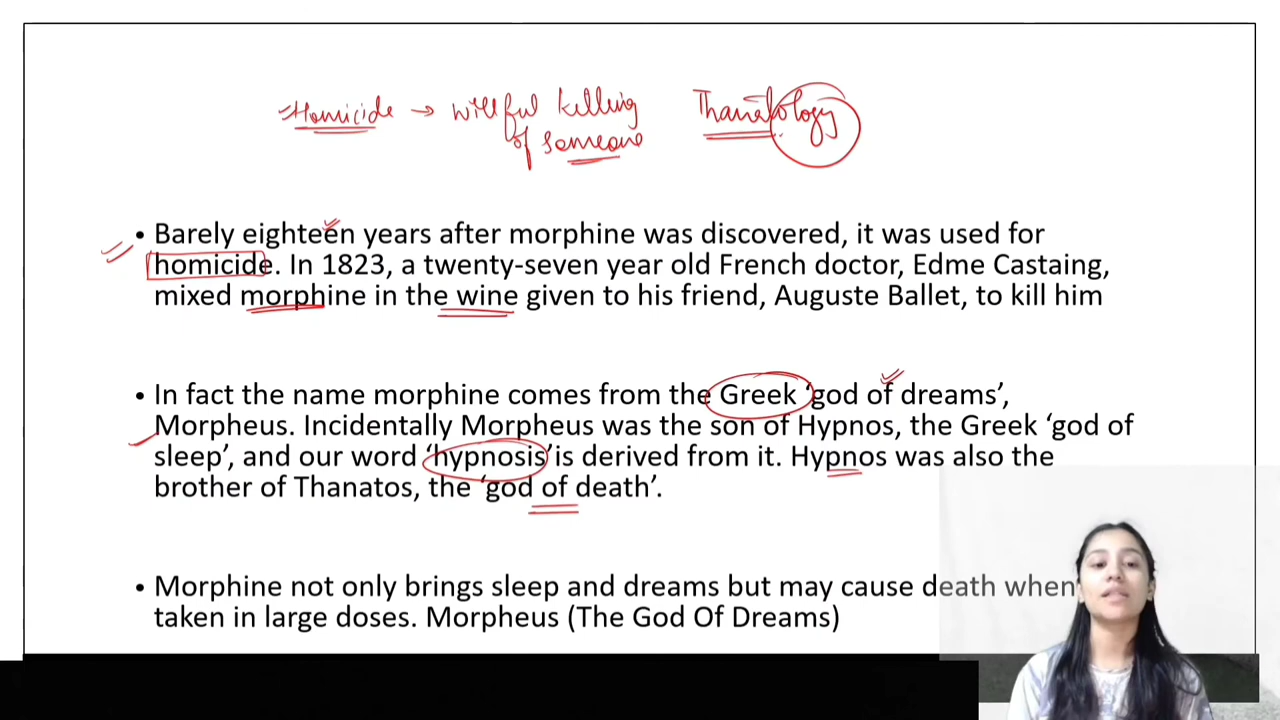 Homicide → willful killing Thanatology
of someone
• Barely eighteen years after morphine was discovered, it was used for
homicide. In 1823, a twenty-seven year old French doctor, Edme Castaing,
mixed morphine in the wine given to his friend, Auguste Ballet, to kill him
• In fact the name morphine comes from the Greek ‘god of dreams’,
Morpheus. Incidentally Morpheus was the son of Hypnos, the Greek ‘god of
sleep’, and our word ‘hypnosis’is derived from it. Hypnos was also the
brother of Thanatos, the ‘god of death’.
• Morphine not only brings sleep and dreams but may cause death when
taken in large doses. Morpheus (The God Of Dreams)